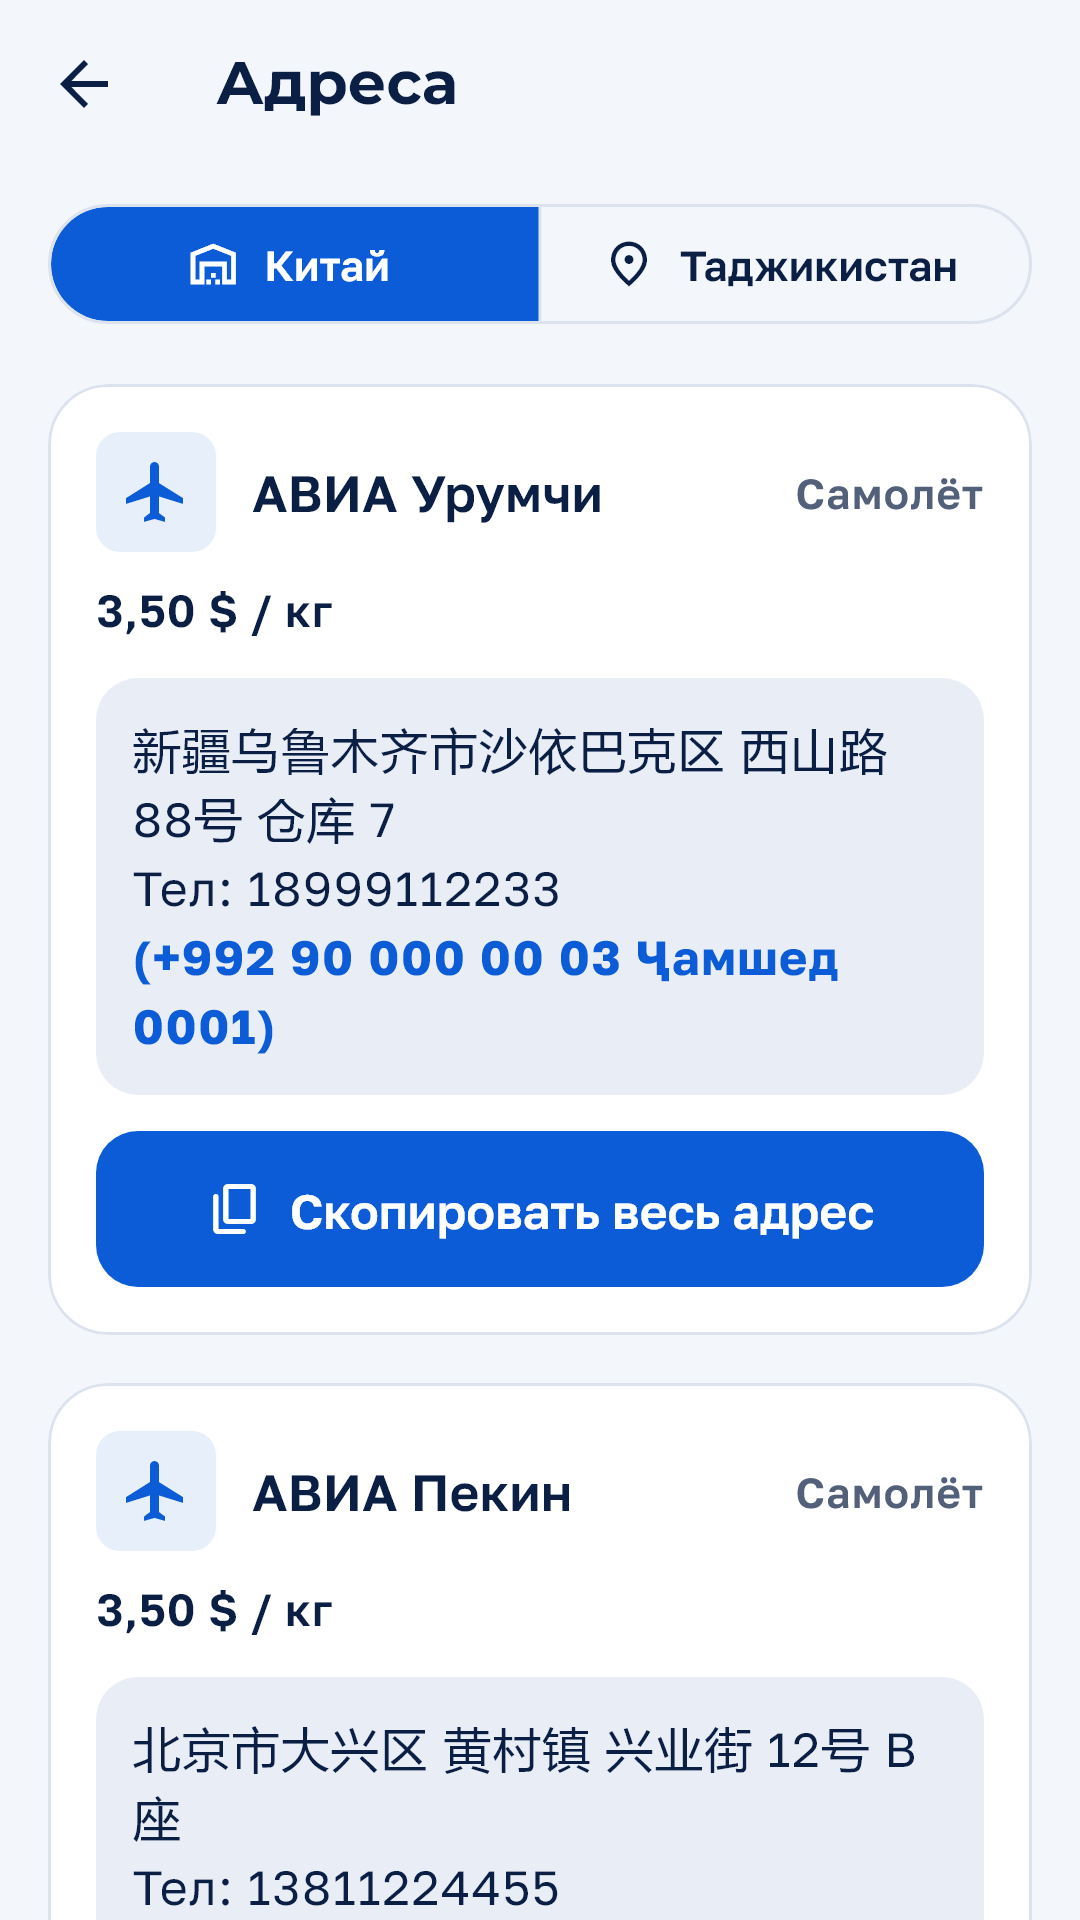 Адреса
Китай
Таджикистан
АВИА Урумчи
Самолёт
3,50 $ / кг
新疆乌鲁木齐市沙依巴克区 西山路
88号 仓库 7
Тел: 18999112233
(+992 90 000 00 03 Ҷамшед
0001)
Скопировать весь адрес
АВИА Пекин
Самолёт
3,50 $ / кг
北京市大兴区 黄村镇 兴业街 12号 B
座
Тел: 13811224455